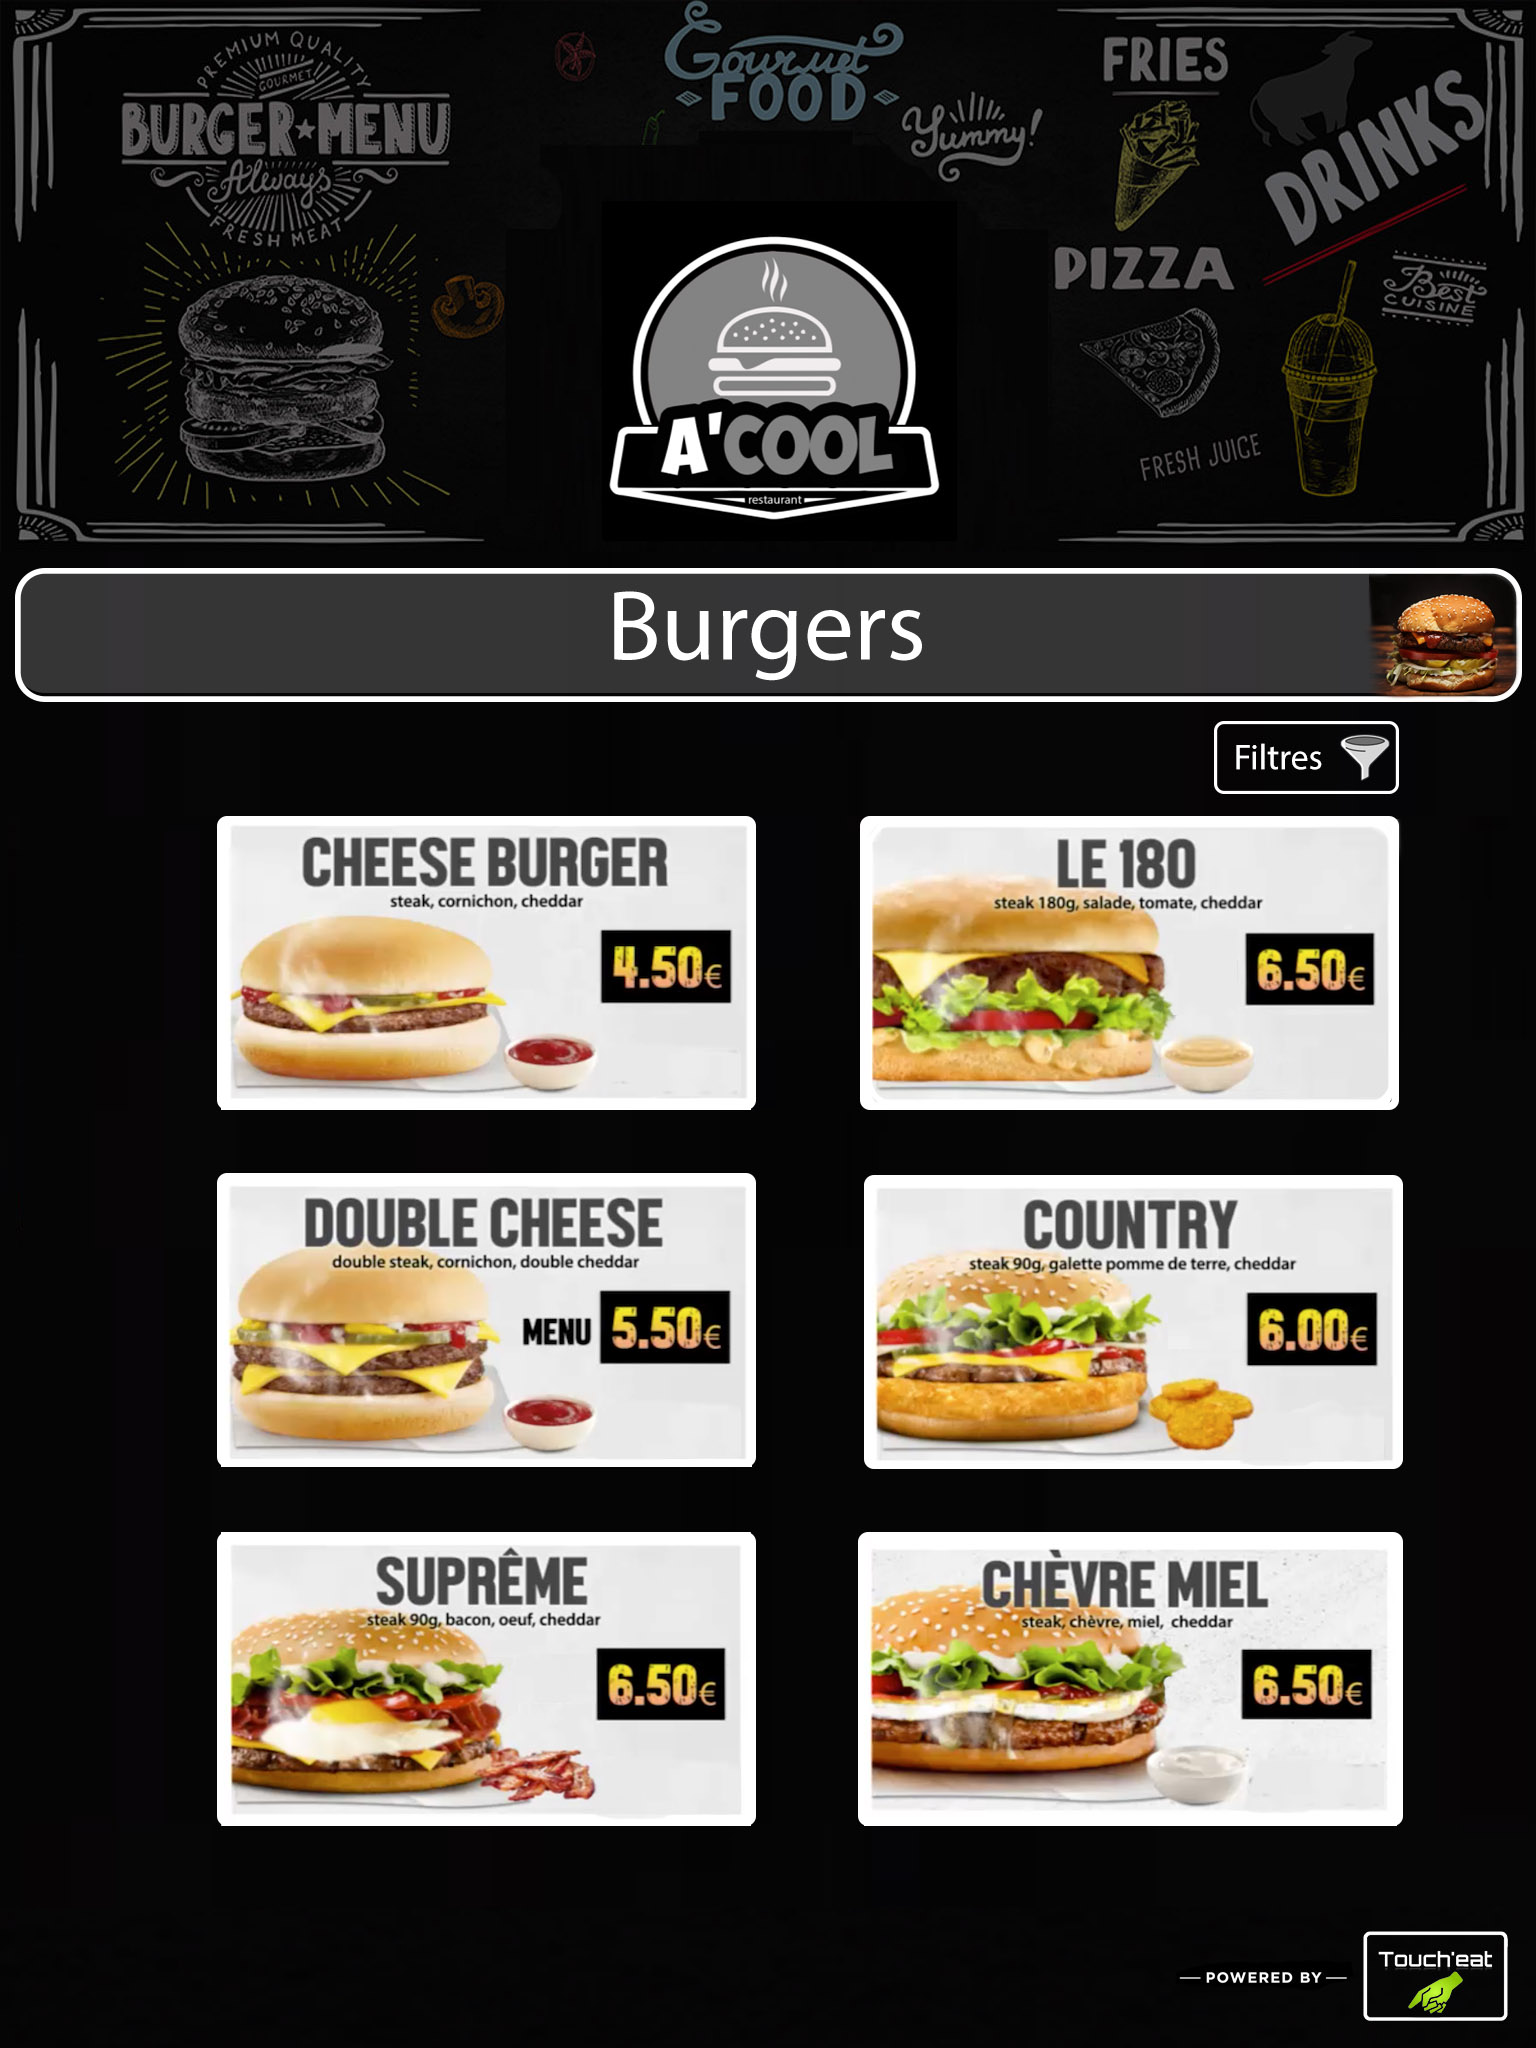 PREMIUM QUALITY
GOURMET
BURGER★MENU
Always
FRESH MEAT
Gourmet
FOOD
Yummy!
FRIES
DRINKS
PIZZA
Best
CUISINE
FRESH JUICE
A'COOL
restaurant
Burgers
Filtres
CHEESE BURGER
steak, cornichon, cheddar
4.50€
LE 180
steak 180g, salade, tomate, cheddar
6.50€
DOUBLE CHEESE
double steak, cornichon, double cheddar
MENU 5.50€
COUNTRY
steak 90g, galette pomme de terre, cheddar
6.00€
SUPRÊME
steak 90g, bacon, oeuf, cheddar
6.50€
CHÈVRE MIEL
steak, chèvre, miel, cheddar
6.50€
— POWERED BY —
Touch'eat